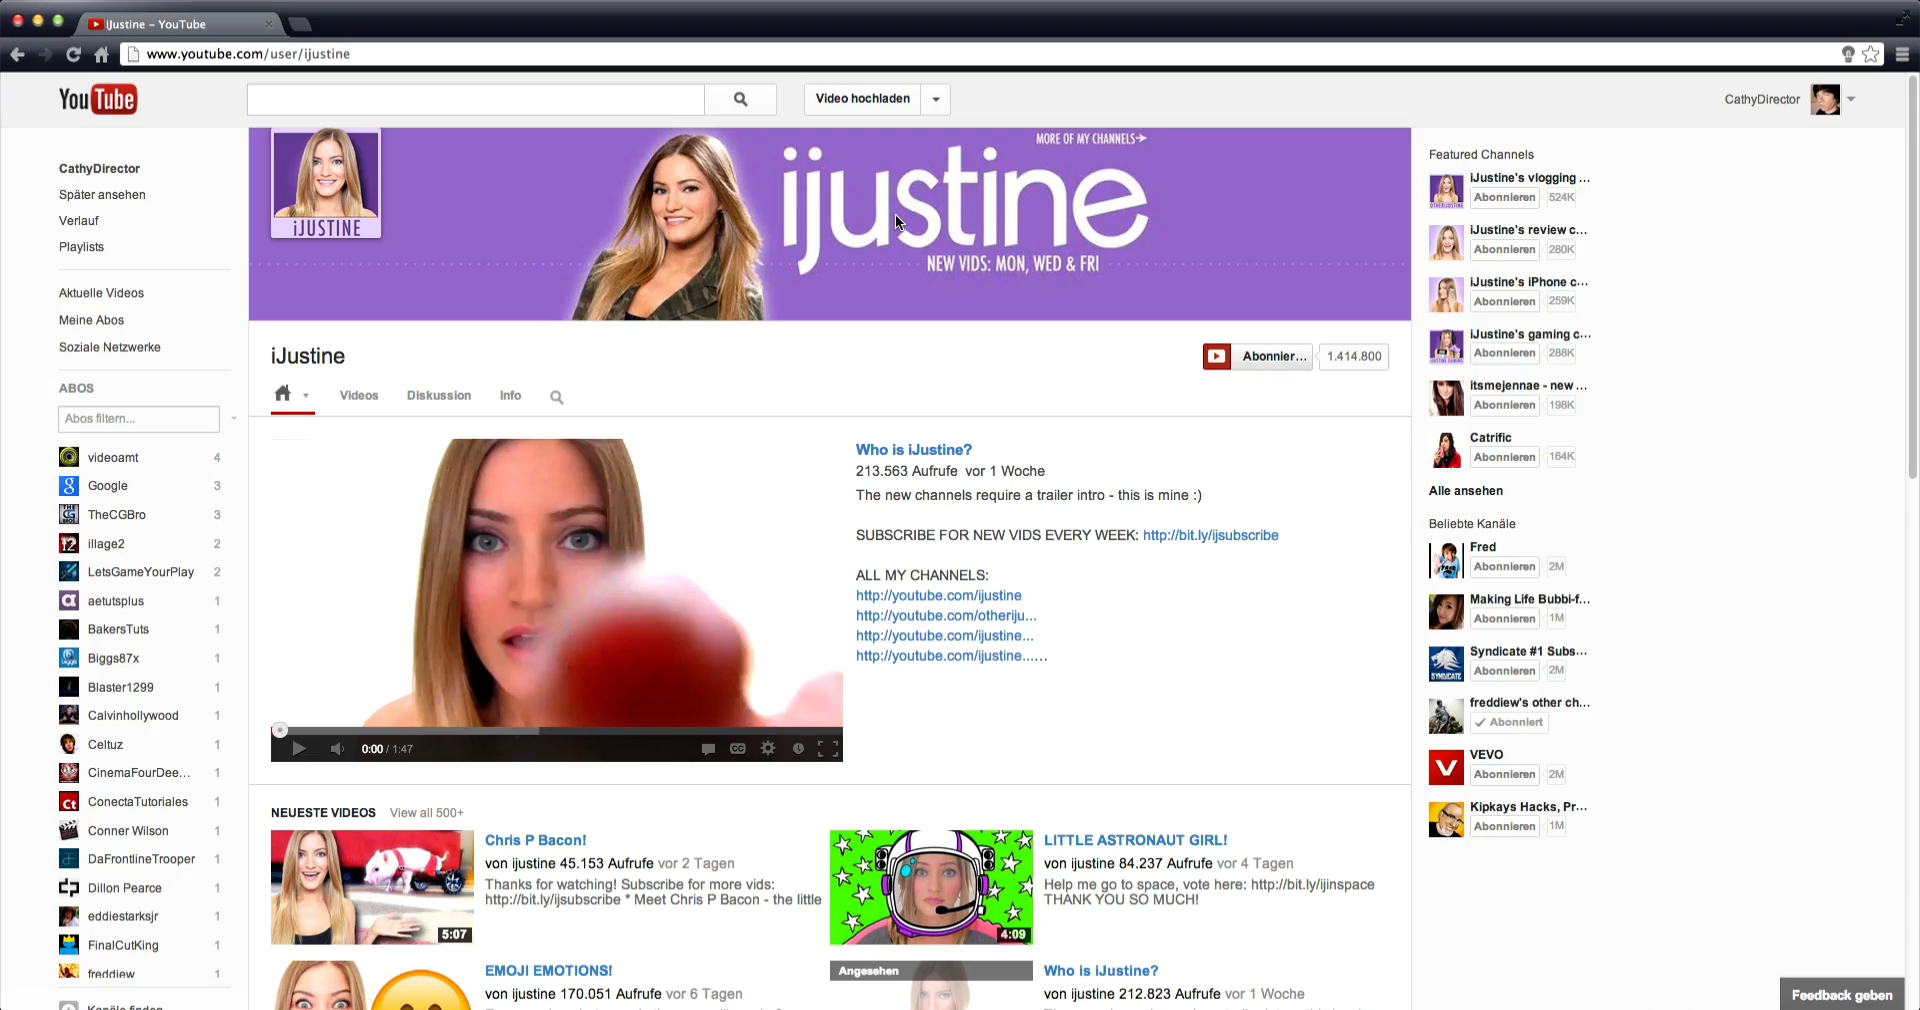 iJustine – YouTube
www.youtube.com/user/ijustine
YouTube
Video hochladen
CathyDirector
CathyDirector
Später ansehen
Verlauf
Playlists
Aktuelle Videos
Meine Abos
Soziale Netzwerke
ABOS
Abos filtern...
videoamt 4
Google 3
TheCGBro 3
illage2 2
LetsGameYourPlay 2
aetutsplus 1
BakersTuts 1
Biggs87x 1
Blaster1299 1
Calvinhollywood 1
Celtuz 1
CinemaFourDee... 1
ConectaTutoriales 1
Conner Wilson 1
DaFrontlineTrooper 1
Dillon Pearce 1
eddiestarksjr 1
FinalCutKing 1
freddiew 1
Kanäle finden
iJUSTINE
MORE OF MY CHANNELS
ijustine
NEW VIDS: MON, WED & FRI
iJustine
Abonnier... 1.414.800
Videos Diskussion Info
0:00 / 1:47
CC
Who is iJustine?
213.563 Aufrufe vor 1 Woche
The new channels require a trailer intro - this is mine :)
SUBSCRIBE FOR NEW VIDS EVERY WEEK: http://bit.ly/ijsubscribe
ALL MY CHANNELS:
http://youtube.com/ijustine
http://youtube.com/otheriju...
http://youtube.com/ijustine...
http://youtube.com/ijustine......
NEUESTE VIDEOS View all 500+
5:07
Chris P Bacon!
von ijustine 45.153 Aufrufe vor 2 Tagen
Thanks for watching! Subscribe for more vids:
http://bit.ly/ijsubscribe * Meet Chris P Bacon - the little
4:09
LITTLE ASTRONAUT GIRL!
von ijustine 84.237 Aufrufe vor 4 Tagen
Help me go to space, vote here: http://bit.ly/ijinspace
THANK YOU SO MUCH!
EMOJI EMOTIONS!
von ijustine 170.051 Aufrufe vor 6 Tagen
Angesehen
Who is iJustine?
von ijustine 212.823 Aufrufe vor 1 Woche
Featured Channels
iJustine's vlogging ...
Abonnieren 524K
iJustine's review c...
Abonnieren 280K
iJustine's iPhone c...
Abonnieren 259K
iJustine's gaming c...
Abonnieren 288K
itsmejennae - new ...
Abonnieren 198K
Catrific
Abonnieren 164K
Alle ansehen
Beliebte Kanäle
Fred
Abonnieren 2M
Making Life Bubbi-f...
Abonnieren 1M
SYNDICATE
Syndicate #1 Subs...
Abonnieren 2M
freddiew's other ch...
Abonniert
VEVO
Abonnieren 2M
Kipkays Hacks, Pr...
Abonnieren 1M
Feedback geben